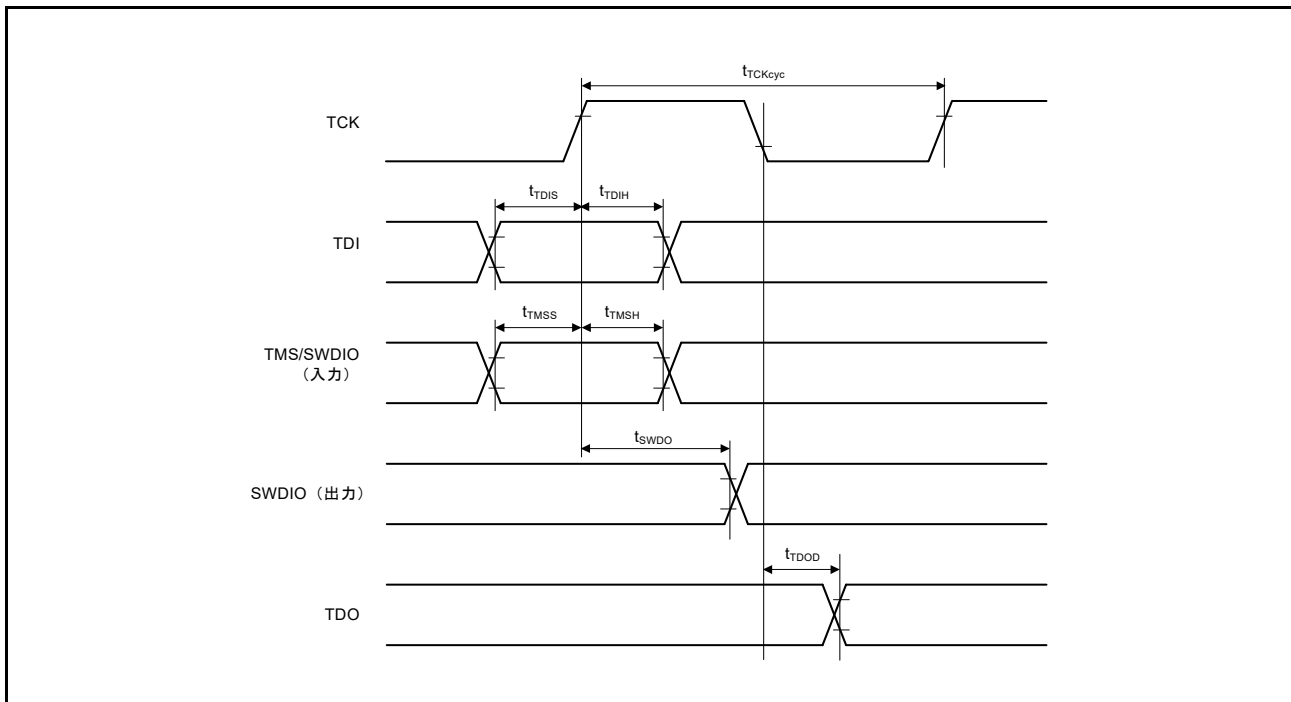 tTCKcyc
TCK
tTDIS
tTDIH
TDI
tTMSS
tTMSH
TMS/SWDIO
（入力）
tSWDO
SWDIO（出力）
tTDOD
TDO